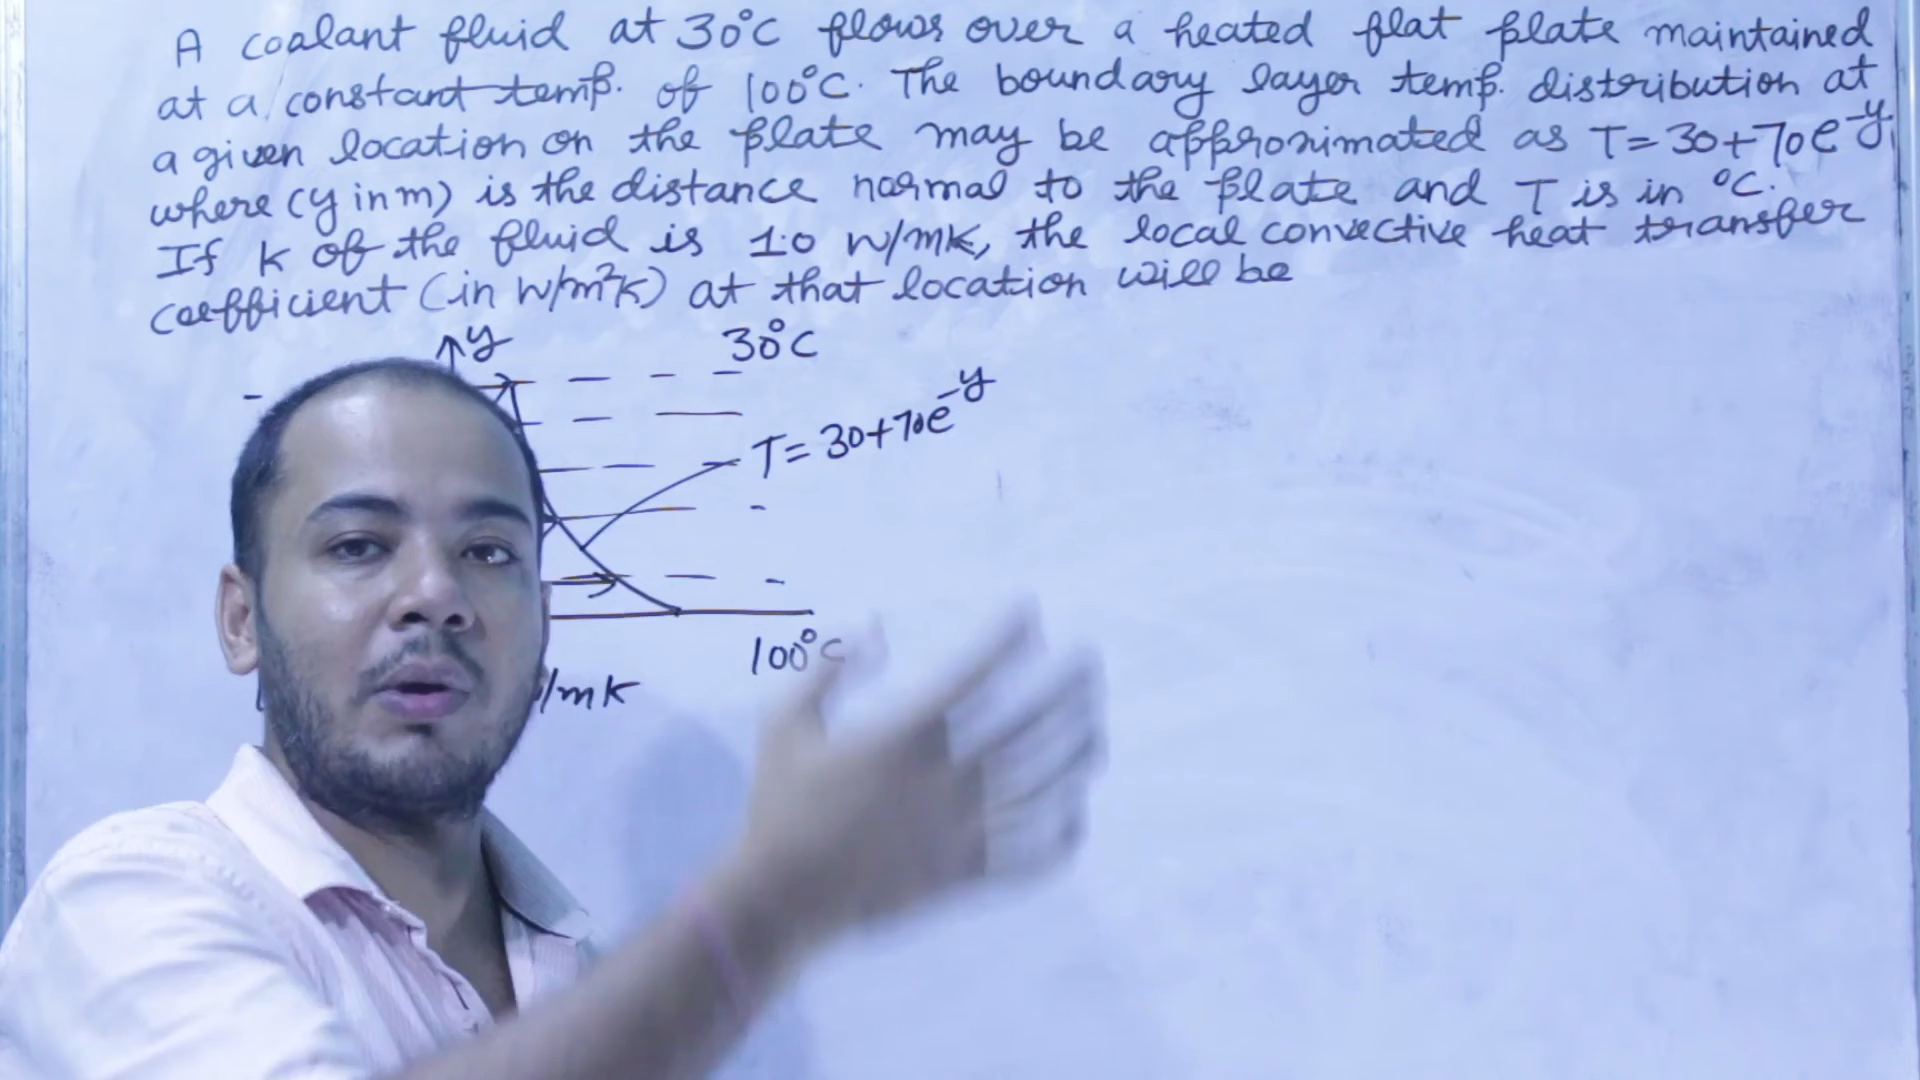 A coolant fluid at 30°C flows over a heated flat plate maintained
at a constant temp. of 100°C. The boundary layer temp. distribution at
a given location on the plate may be approximated as T=30+70e^-y,
where (y in m) is the distance normal to the plate and T is in °C.
If K of the fluid is 1.0 W/mK, the local convective heat transfer
coefficient (in W/m²K) at that location will be
y
30°C
T=30+70e^-y
100°C
/mK